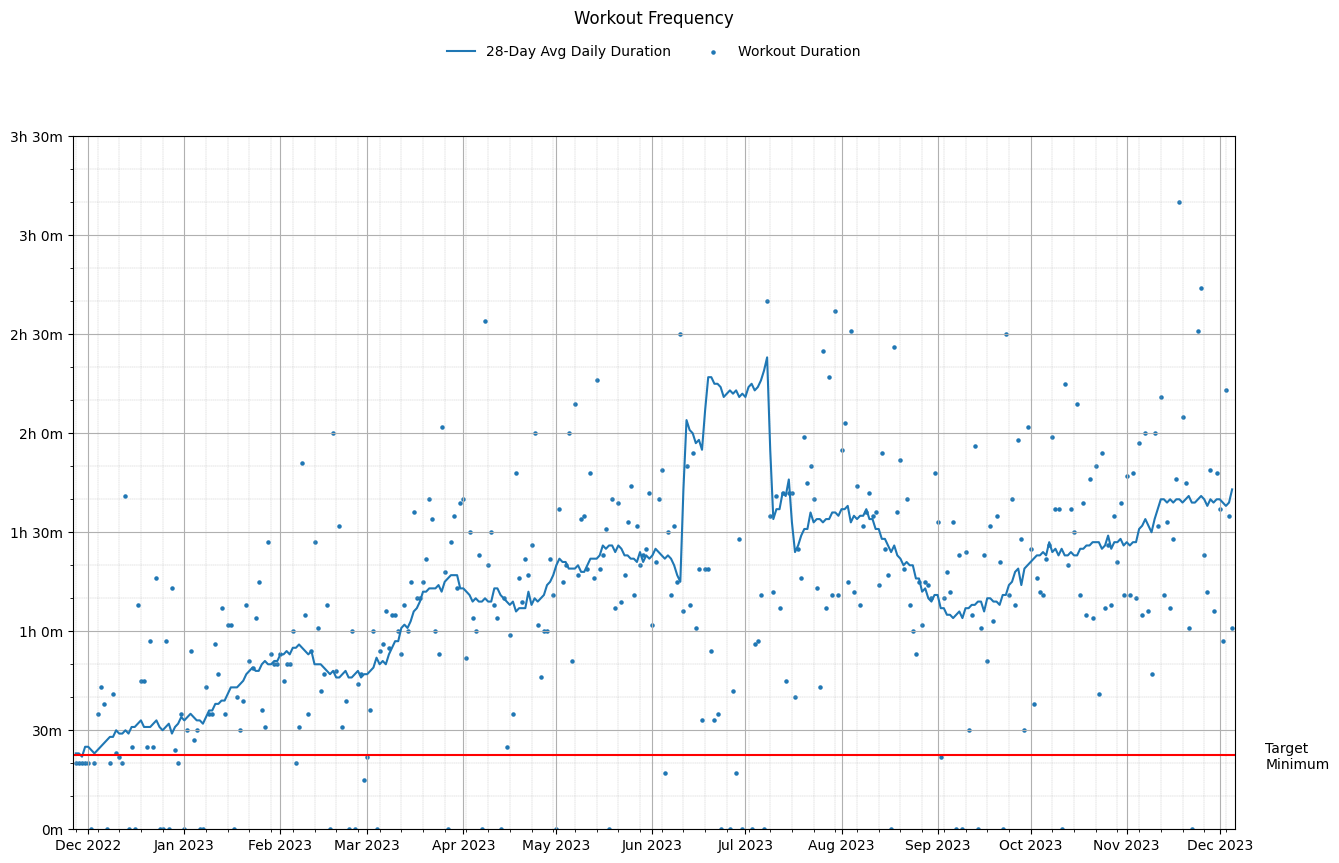 Workout Frequency
28-Day Avg Daily Duration
Workout Duration
3h 30m
3h 0m
2h 30m
2h 0m
1h 30m
1h 0m
30m
0m
Target
Minimum
Dec 2022
Jan 2023
Feb 2023
Mar 2023
Apr 2023
May 2023
Jun 2023
Jul 2023
Aug 2023
Sep 2023
Oct 2023
Nov 2023
Dec 2023